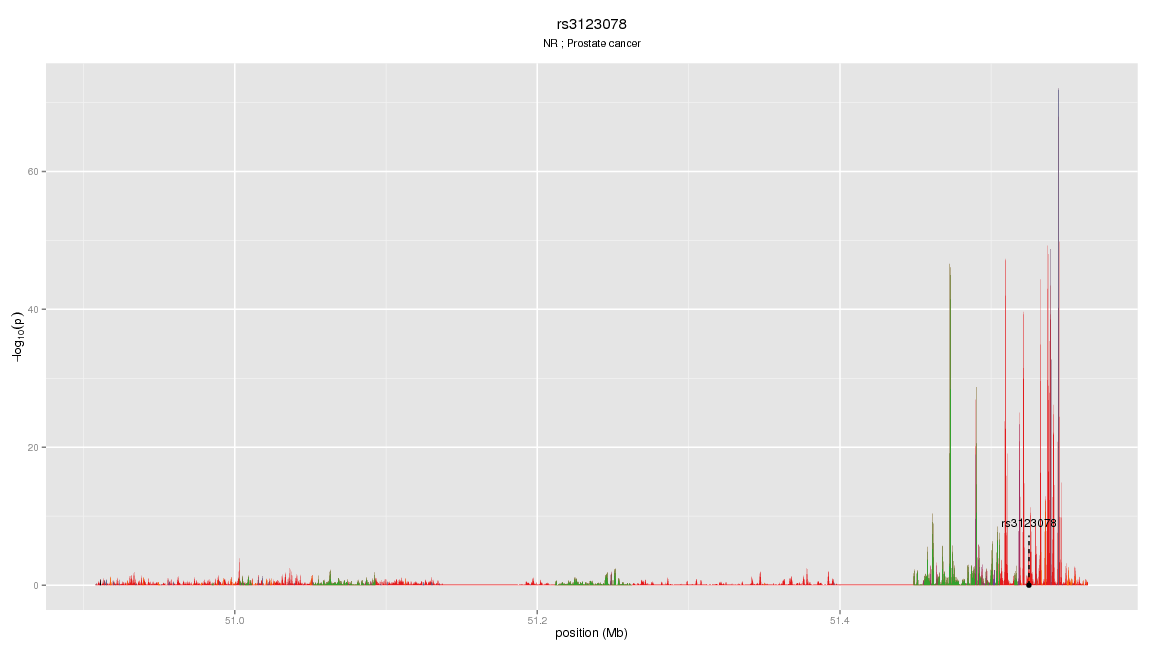 rs3123078
NR ; Prostate cancer
−log10(p)
60
40
20
0
rs3123078
51.0 51.2 51.4
position (Mb)